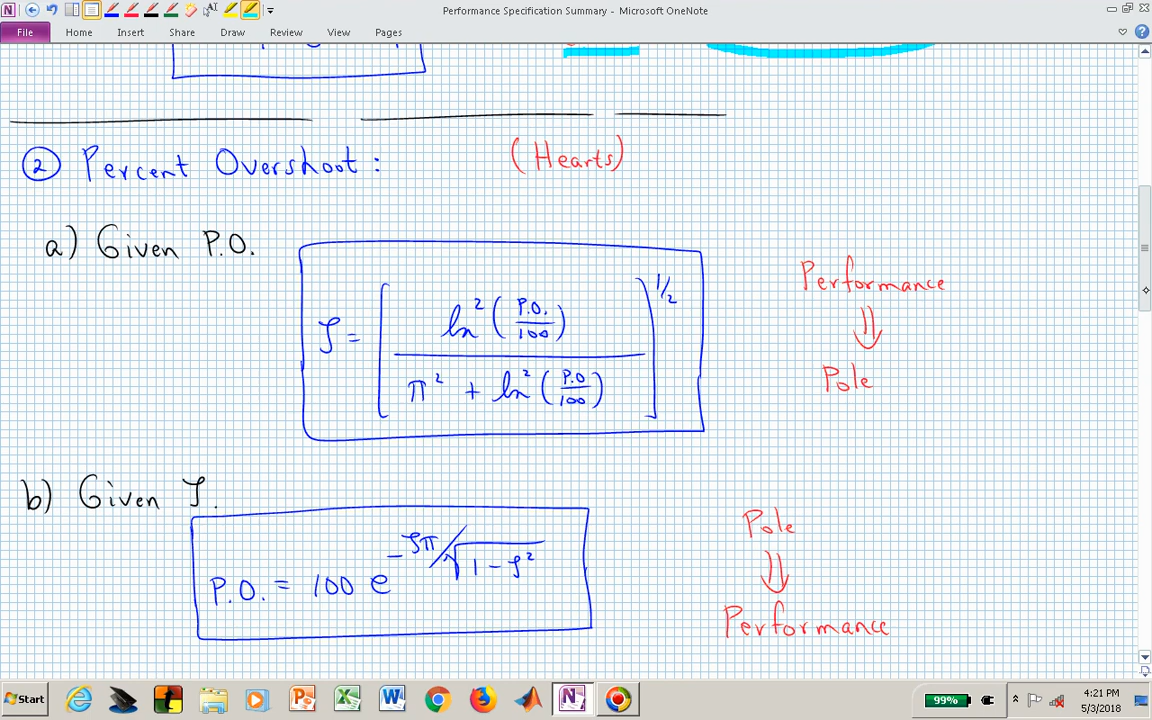 Performance Specification Summary - Microsoft OneNote
File Home Insert Share Draw Review View Pages
② Percent Overshoot : (Hearts)
a) Given P.O.
ζ = [ ln² (P.O./100) / π² + ln² (P.O/100) ]^1/2
Performance
⇓
Pole
b) Given ζ.
P.O. = 100 e^-ζπ/√1-ζ²
Pole
⇓
Performance
Start
99%
4:21 PM
5/3/2018